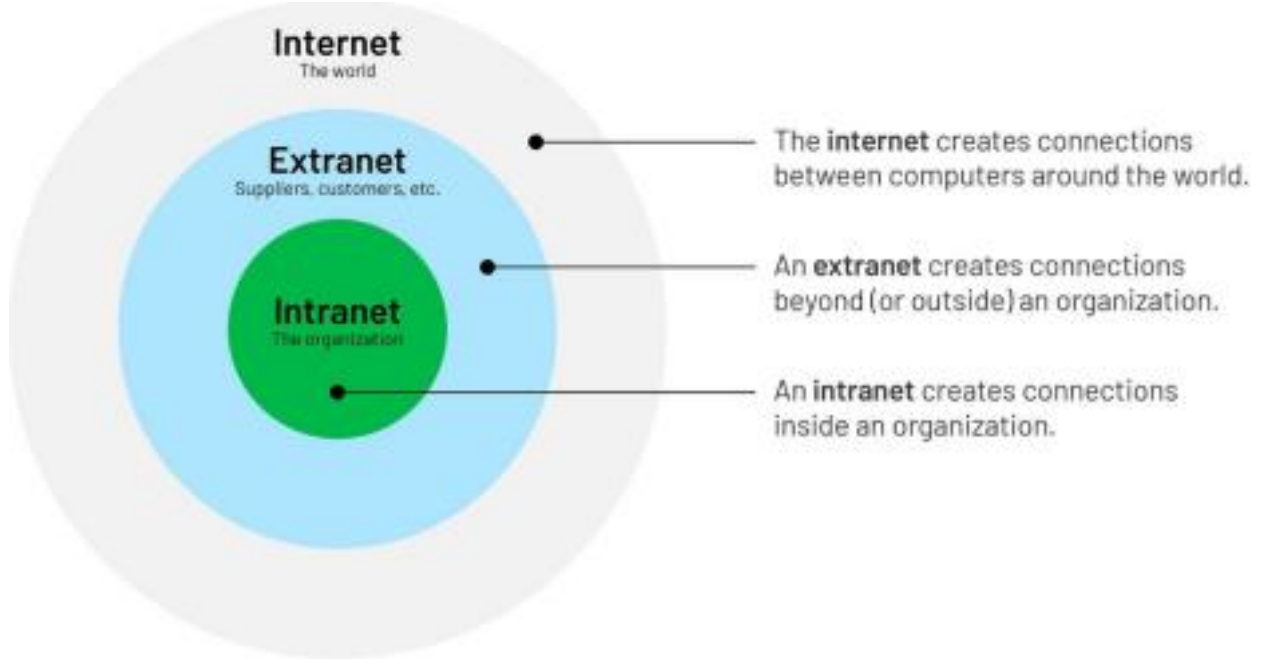 Internet
The world
Extranet
Suppliers, customers, etc.
Intranet
The organization
The internet creates connections
between computers around the world.
An extranet creates connections
beyond (or outside) an organization.
An intranet creates connections
inside an organization.